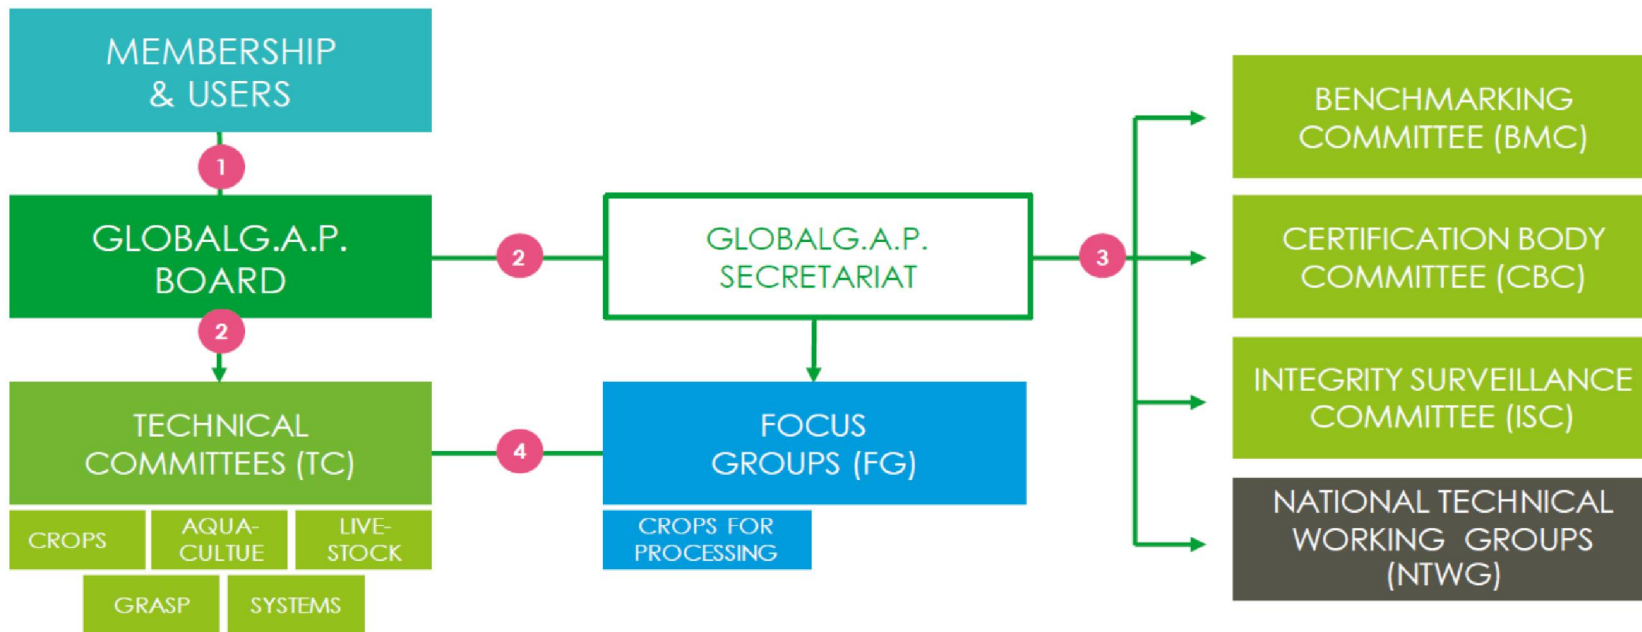 MEMBERSHIP
& USERS
1
GLOBALG.A.P.
BOARD
2
GLOBALG.A.P.
SECRETARIAT
3
BENCHMARKING
COMMITTEE (BMC)
CERTIFICATION BODY
COMMITTEE (CBC)
INTEGRITY SURVEILLANCE
COMMITTEE (ISC)
NATIONAL TECHNICAL
WORKING GROUPS
(NTWG)
2
TECHNICAL
COMMITTEES (TC)
4
FOCUS
GROUPS (FG)
CROPS
AQUA-
CULTUE
LIVE-
STOCK
GRASP
SYSTEMS
CROPS FOR
PROCESSING